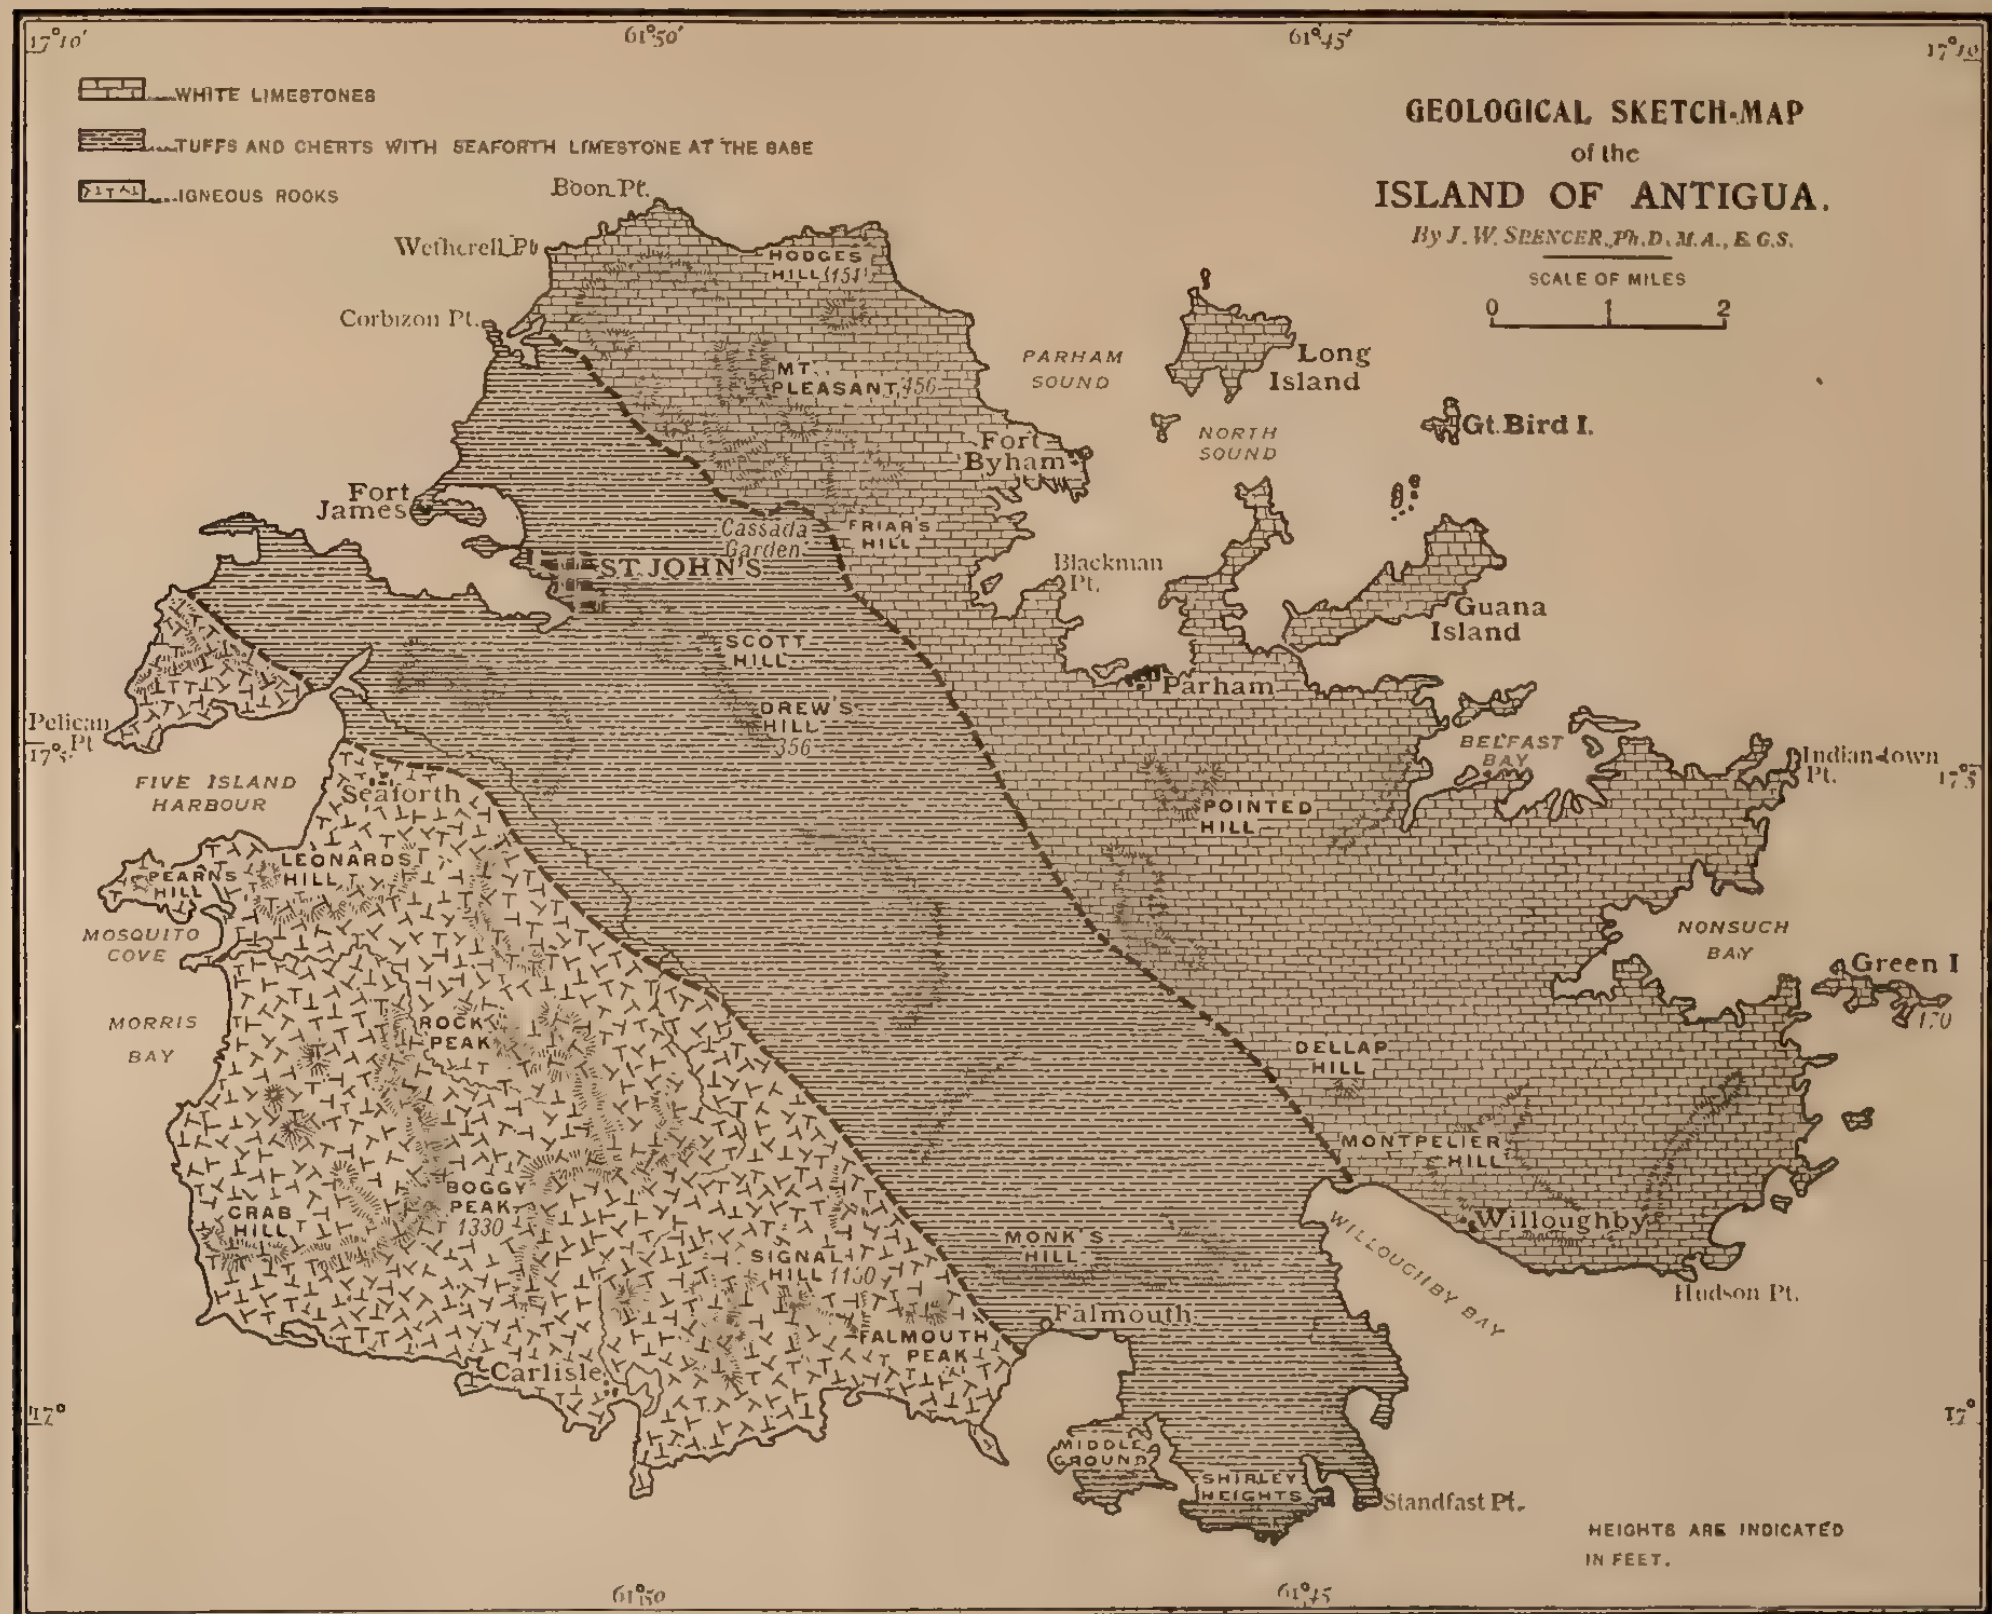 17°10'
61°50'
61°45'
17°10
WHITE LIMESTONES
TUFFS AND CHERTS WITH SEAFORTH LIMESTONE AT THE BASE
IGNEOUS ROCKS
GEOLOGICAL SKETCH-MAP
of the
ISLAND OF ANTIGUA.
By J. W. SPENCER, Ph.D., M.A., F.G.S.
SCALE OF MILES
0 1 2
Boon Pt.
Wetherell Pt
HODGES
HILL (154')
Corbizon Pt.
PARHAM
SOUND
Long
Island
MT.
PLEASANT, 456
Gt. Bird I.
NORTH
SOUND
Fort
Byham
Fort
James
Cassada
Garden
FRIAR'S
HILL
ST. JOHN'S
Blackman
Pt.
Guana
Island
SCOTT
HILL
Parham
DREW'S
HILL
356
Pelican
Pt
17°5'
BELFAST
BAY
Indian-town
Pt.
17°5'
FIVE ISLAND
HARBOUR
Seaforth
POINTED
HILL
LEONARDS
HILL
PEARNS
HILL
MOSQUITO
COVE
NONSUCH
BAY
Green I
170
MORRIS
BAY
ROCK
PEAK
DELLAP
HILL
MONTPELIER
HILL
BOGGY
PEAK
1330
CRAB
HILL
Willoughby
WILLOUGHBY BAY
MONK'S
HILL
SIGNAL
HILL
Hudson Pt.
Falmouth
FALMOUTH
PEAK
Carlisle
17°
17°
MIDDLE
GROUND
SHIRLEY
HEIGHTS
Standfast Pt.
HEIGHTS ARE INDICATED
IN FEET.
61°50
61°45